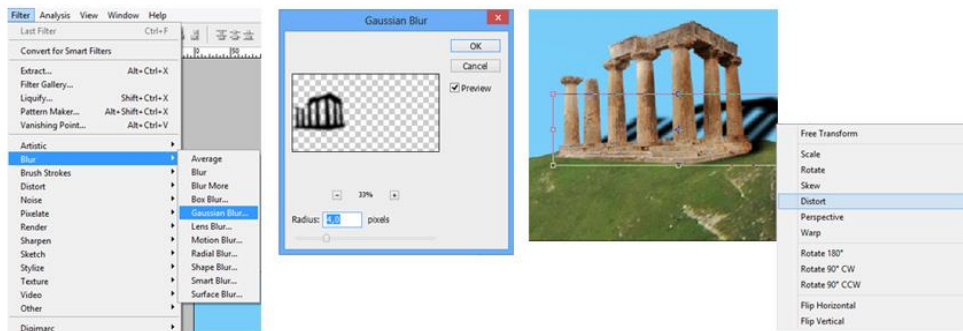 Filter Analysis View Window Help
Last Filter Ctrl+F
Convert for Smart Filters
Extract... Alt+Ctrl+X
Filter Gallery...
Liquify... Shift+Ctrl+X
Pattern Maker... Alt+Shift+Ctrl+X
Vanishing Point... Alt+Ctrl+V
Artistic
Blur
Brush Strokes
Distort
Noise
Pixelate
Render
Sharpen
Sketch
Stylize
Texture
Video
Other
Digimarc
0 50
Average
Blur
Blur More
Box Blur...
Gaussian Blur...
Lens Blur...
Motion Blur...
Radial Blur...
Shape Blur...
Smart Blur...
Surface Blur...
Gaussian Blur
OK
Cancel
Preview
33%
Radius: 4,0 pixels
Free Transform
Scale
Rotate
Skew
Distort
Perspective
Warp
Rotate 180°
Rotate 90° CW
Rotate 90° CCW
Flip Horizontal
Flip Vertical